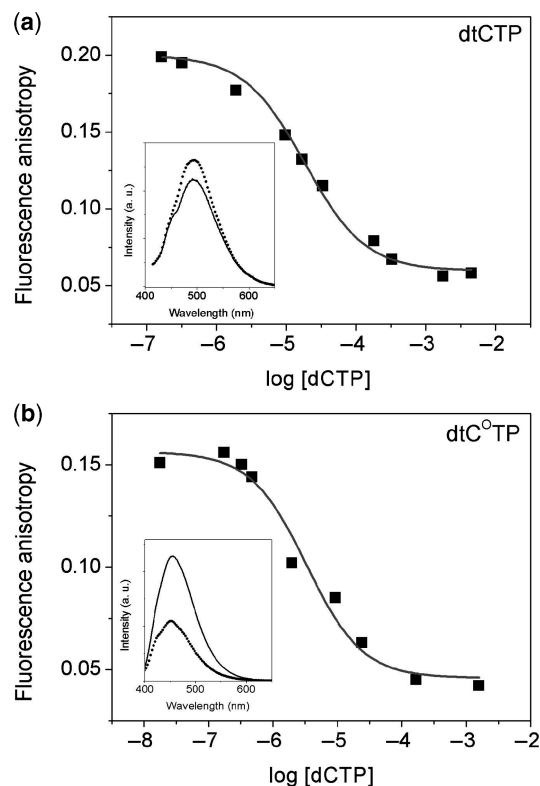 (a)
dtCTP
Fluorescence anisotropy
0.20
0.15
0.10
0.05
Intensity (a. u.)
400 500 600
Wavelength (nm)
–7 –6 –5 –4 –3 –2
log [dCTP]
(b)
dtCᴼTP
Fluorescence anisotropy
0.15
0.10
0.05
Intensity (a. u.)
400 500 600
Wavelength (nm)
–8 –7 –6 –5 –4 –3 –2
log [dCTP]